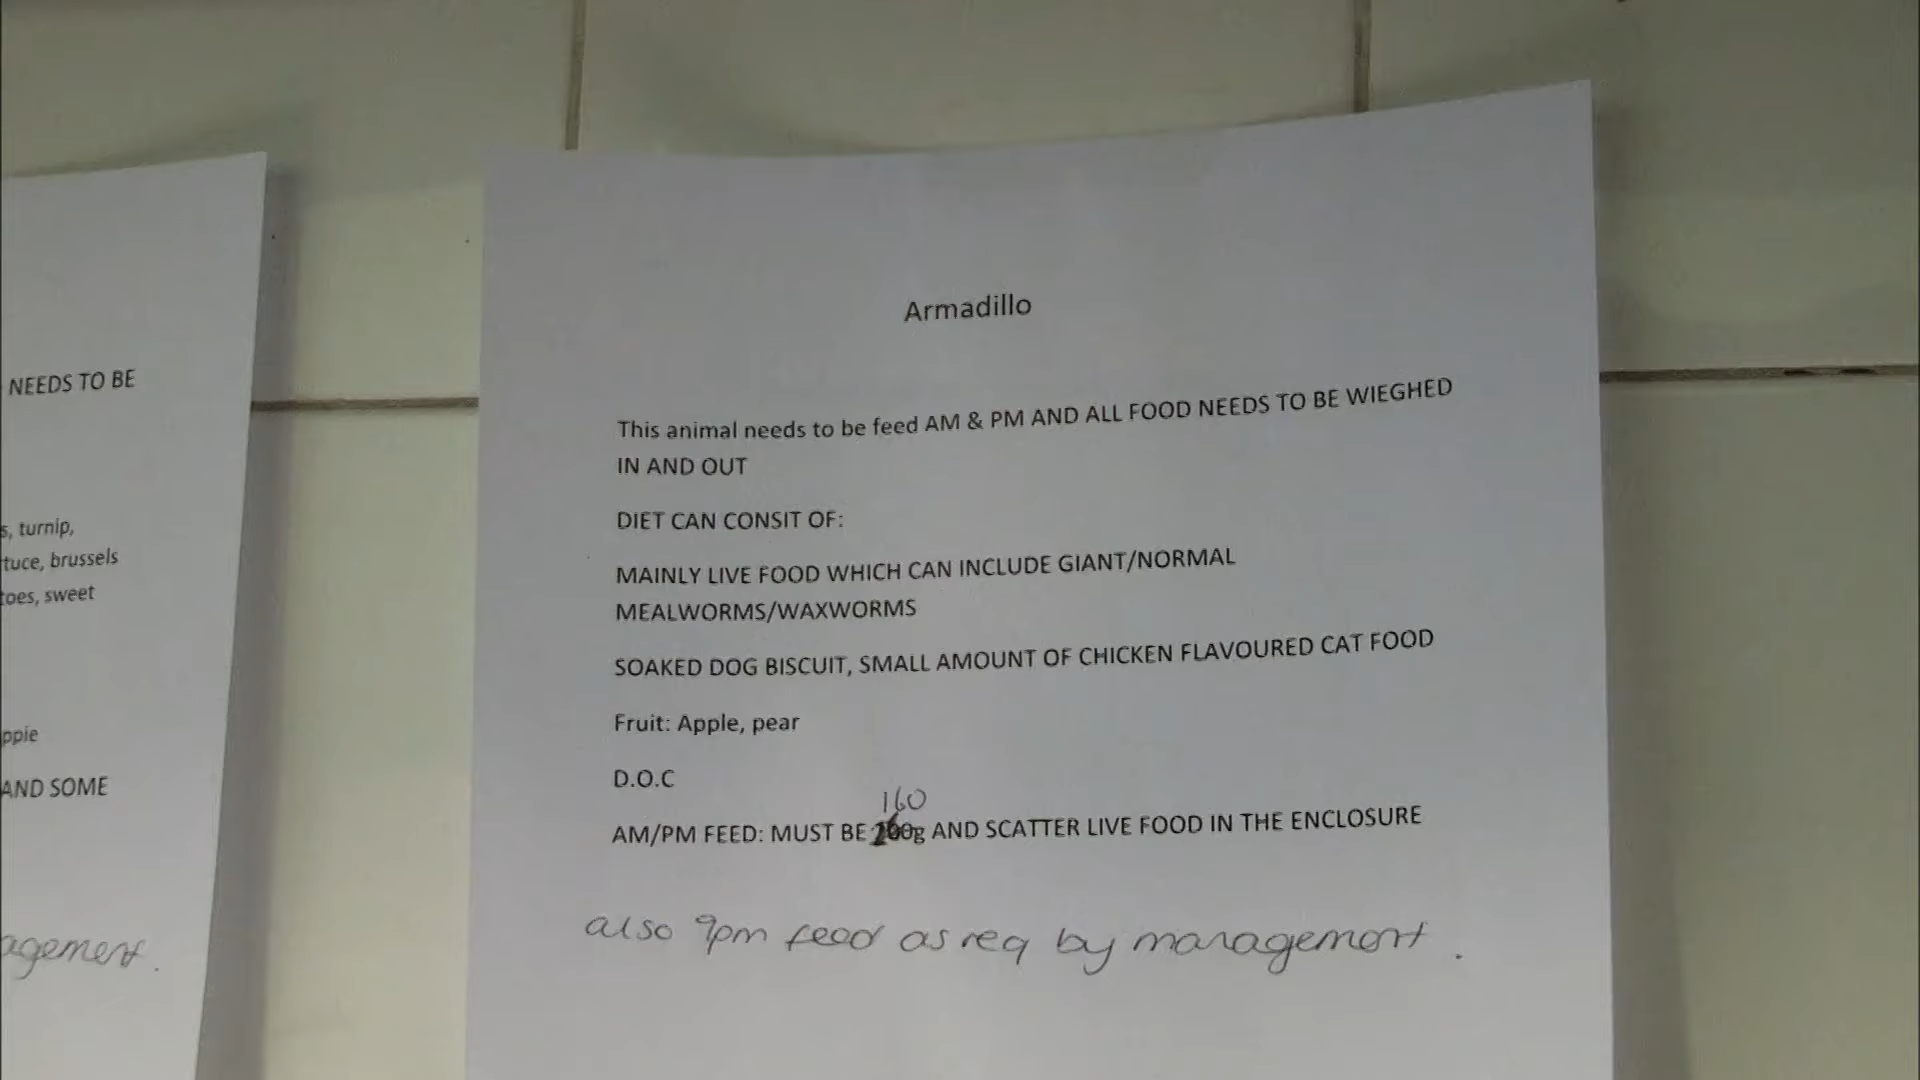 NEEDS TO BE
s, turnip,
tuce, brussels
toes, sweet
ppie
AND SOME
agement.
Armadillo
This animal needs to be feed AM & PM AND ALL FOOD NEEDS TO BE WIEGHED
IN AND OUT
DIET CAN CONSIT OF:
MAINLY LIVE FOOD WHICH CAN INCLUDE GIANT/NORMAL
MEALWORMS/WAXWORMS
SOAKED DOG BISCUIT, SMALL AMOUNT OF CHICKEN FLAVOURED CAT FOOD
Fruit: Apple, pear
D.O.C
160
AM/PM FEED: MUST BE g AND SCATTER LIVE FOOD IN THE ENCLOSURE
also 9pm feed as req by management.